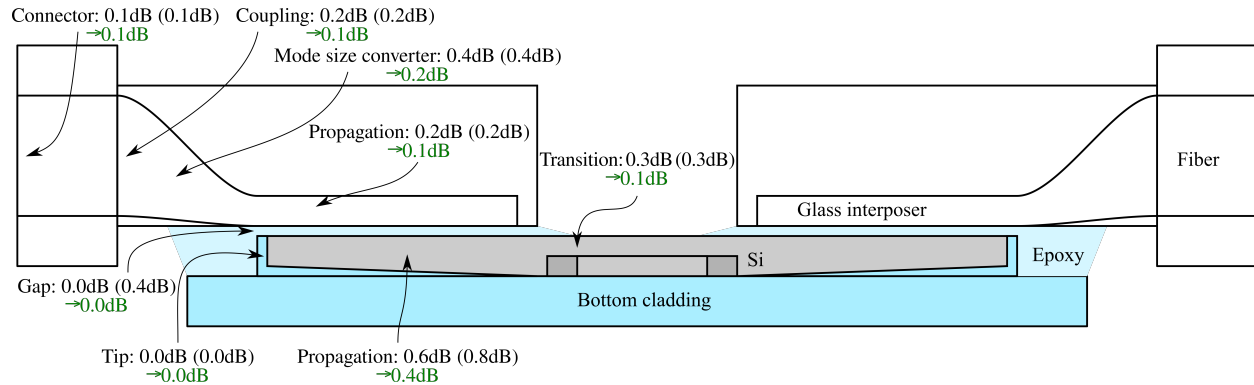 Connector: 0.1dB (0.1dB)
→0.1dB
Coupling: 0.2dB (0.2dB)
→0.1dB
Mode size converter: 0.4dB (0.4dB)
→0.2dB
Propagation: 0.2dB (0.2dB)
→0.1dB
Transition: 0.3dB (0.3dB)
→0.1dB
Fiber
Glass interposer
Si
Epoxy
Gap: 0.0dB (0.4dB)
→0.0dB
Bottom cladding
Tip: 0.0dB (0.0dB)
→0.0dB
Propagation: 0.6dB (0.8dB)
→0.4dB